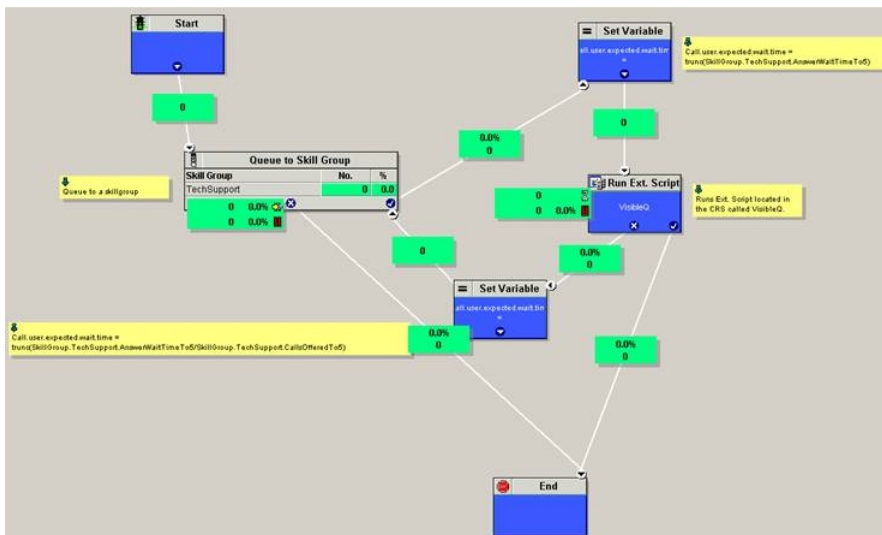 Start
0
Set Variable
all.user.expected.wait.tim
=
Call.user.expected.wait.time =
trunc(SkillGroup.TechSupport.AnswerWaitTimeTo5)
0.0%
0
0
Queue to Skill Group
Skill Group No. %
TechSupport 0 0.0
0 0.0%
0 0.0%
Queue to a skillgroup
Run Ext. Script
VisibleQ
0
0 0.0%
Runs Ext. Script located in
the CRS called VisibleQ.
0
0.0%
0
Set Variable
all.user.expected.wait.tim
=
Call.user.expected.wait.time =
trunc(SkillGroup.TechSupport.AnswerWaitTimeTo5/SkillGroup.TechSupport.CallsOfferedTo5)
0.0%
0
0.0%
0
End